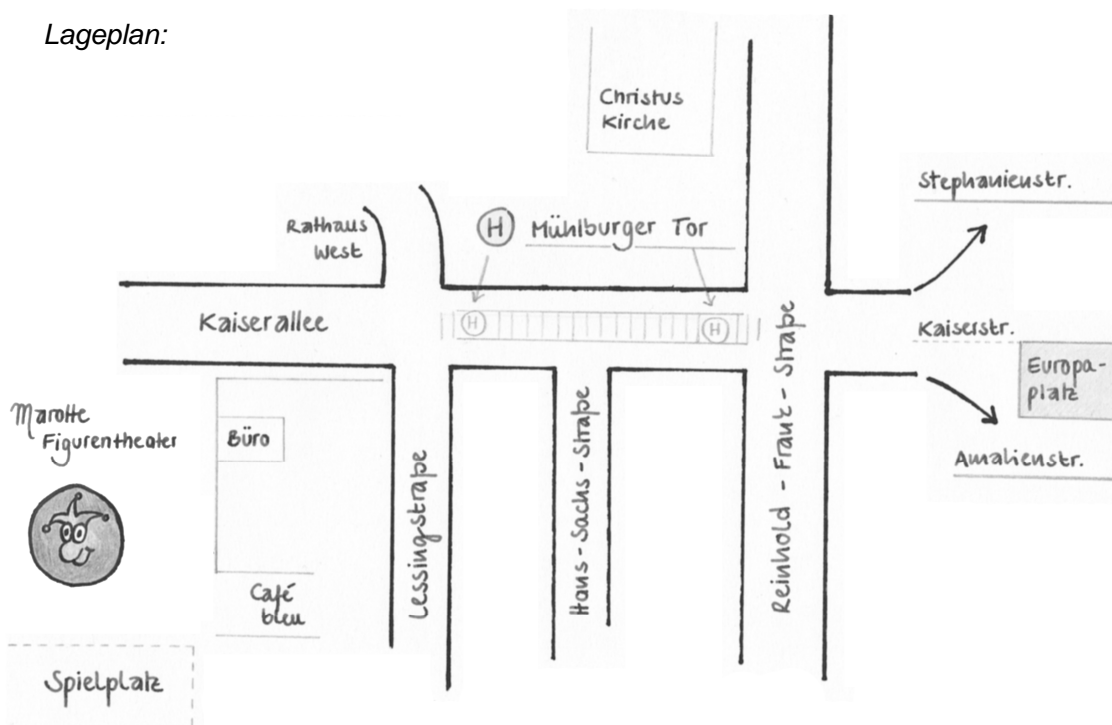 Lageplan:
Christus
Kirche
Stephanienstr.
Rathaus
West
H Mühlburger Tor
Kaiserallee
H
H
Kaiserstr.
Europa-
platz
Amalienstr.
Marotte
Figurentheater
Büro
Café
bleu
Spielplatz
Lessingstraße
Hans-Sachs-Straße
Reinhold-Frank-Straße